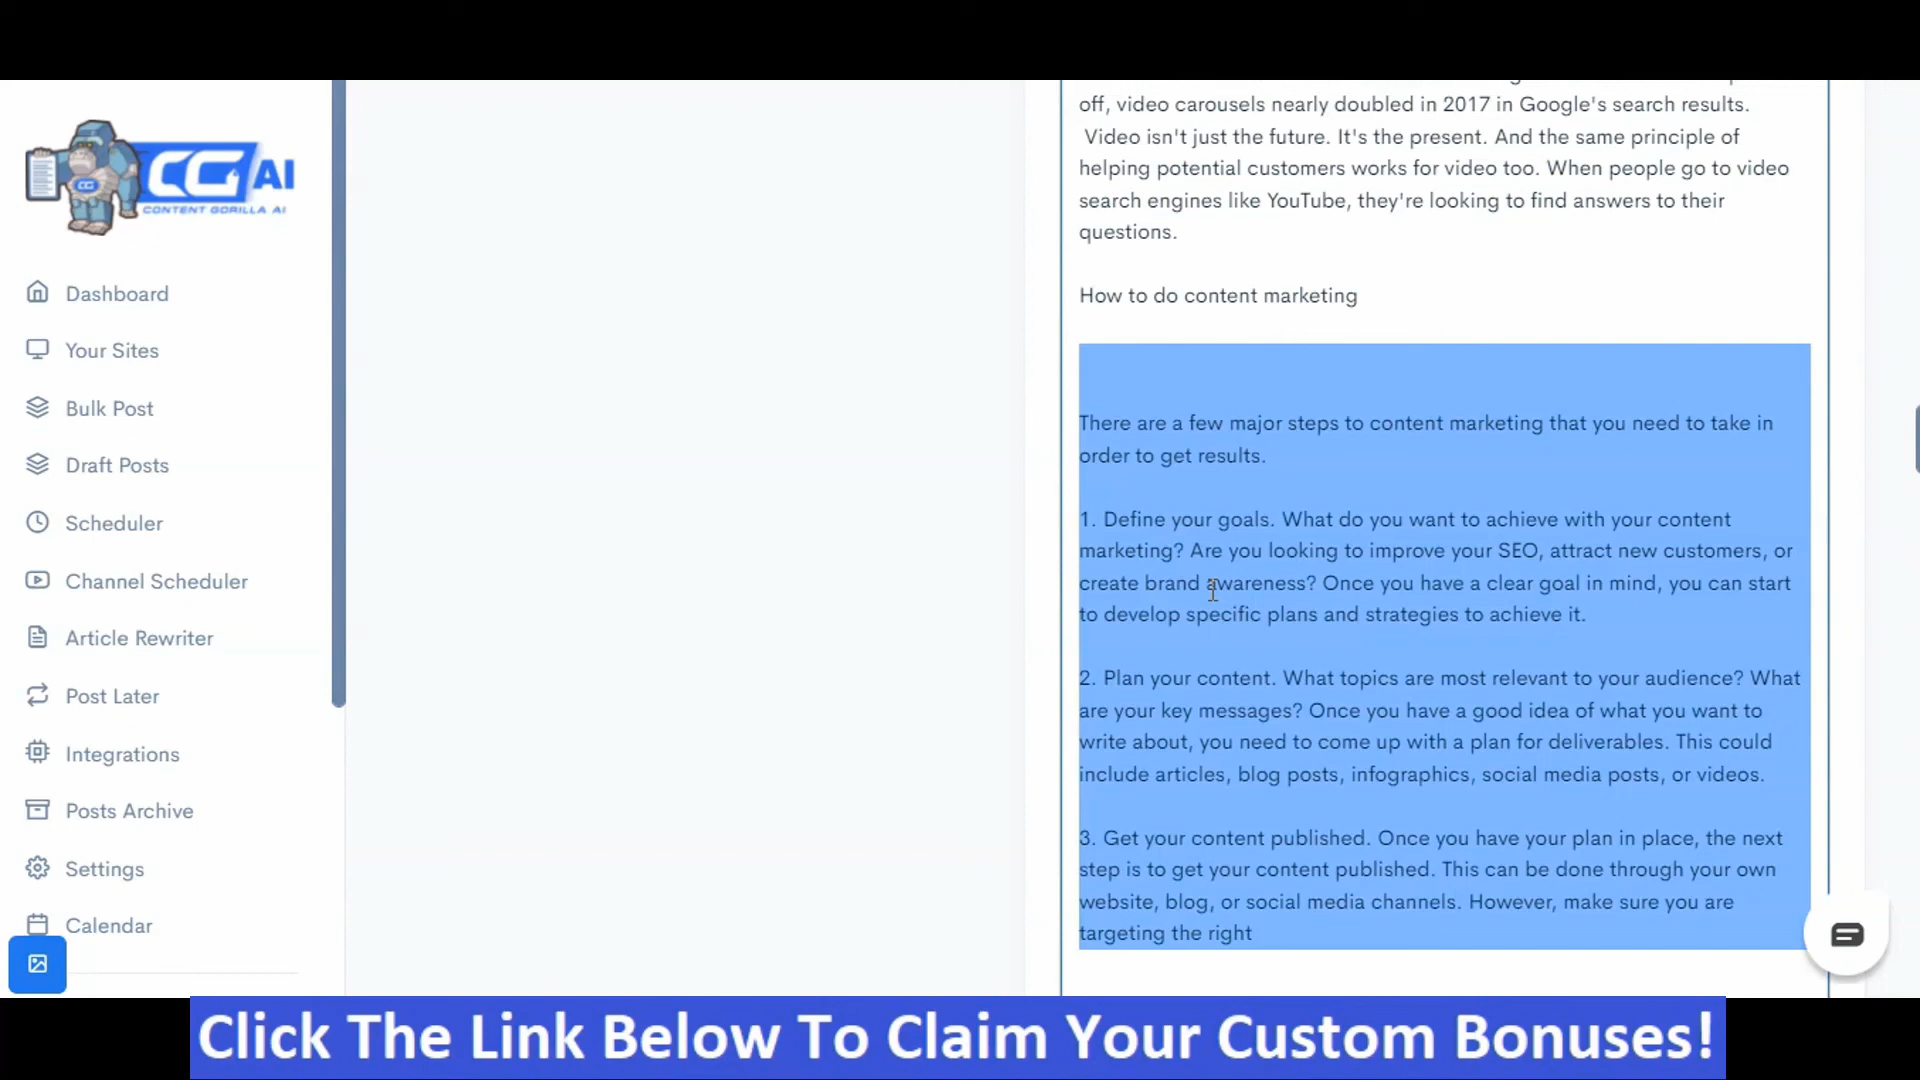 CG AI
CONTENT GORILLA AI
CG
Dashboard
Your Sites
Bulk Post
Draft Posts
Scheduler
Channel Scheduler
Article Rewriter
Post Later
Integrations
Posts Archive
Settings
Calendar
off, video carousels nearly doubled in 2017 in Google's search results.
Video isn't just the future. It's the present. And the same principle of
helping potential customers works for video too. When people go to video
search engines like YouTube, they're looking to find answers to their
questions.
How to do content marketing
There are a few major steps to content marketing that you need to take in
order to get results.
1. Define your goals. What do you want to achieve with your content
marketing? Are you looking to improve your SEO, attract new customers, or
create brand awareness? Once you have a clear goal in mind, you can start
to develop specific plans and strategies to achieve it.
2. Plan your content. What topics are most relevant to your audience? What
are your key messages? Once you have a good idea of what you want to
write about, you need to come up with a plan for deliverables. This could
include articles, blog posts, infographics, social media posts, or videos.
3. Get your content published. Once you have your plan in place, the next
step is to get your content published. This can be done through your own
website, blog, or social media channels. However, make sure you are
targeting the right
Click The Link Below To Claim Your Custom Bonuses!